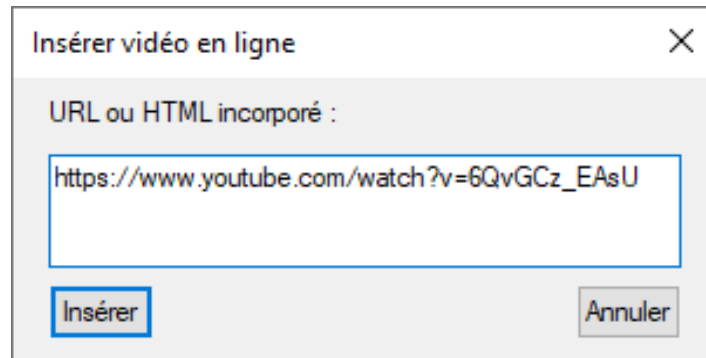 Insérer vidéo en ligne
URL ou HTML incorporé :
https://www.youtube.com/watch?v=6QvGCz_EAsU
Insérer
Annuler